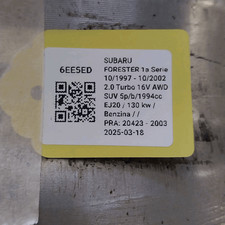 6EE5ED
SUBARU
FORESTER 1a Serie
10/1997 - 10/2002
2.0 Turbo 16V AWD
SUV 5p/b/1994cc
EJ20 / 130 kw /
Benzina / /
PRA: 20423 - 2003
2025-03-18